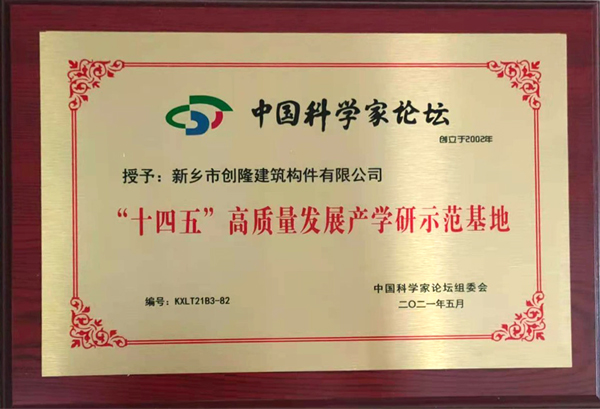 中国科学家论坛
创立于2002年
授予：新乡市创隆建筑构件有限公司
“十四五”高质量发展产学研示范基地
中国科学家论坛组委会
编号：KXLT21B3-82
二〇二一年五月